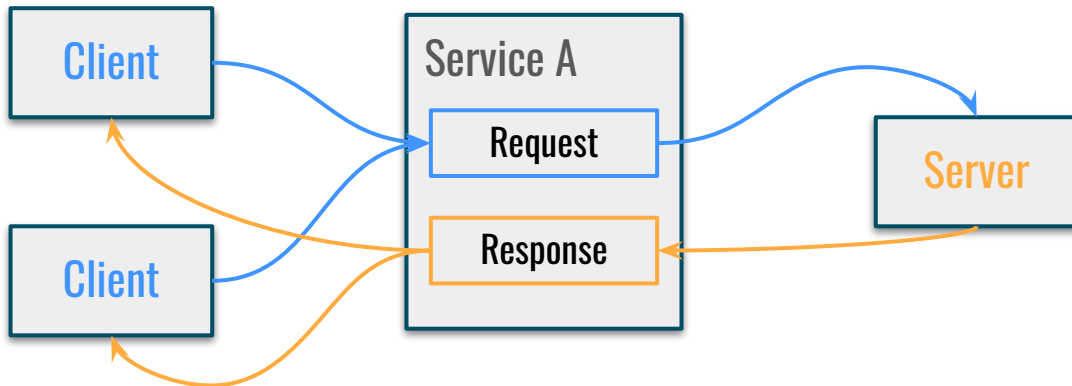 Client
Service A
Request
Server
Response
Client